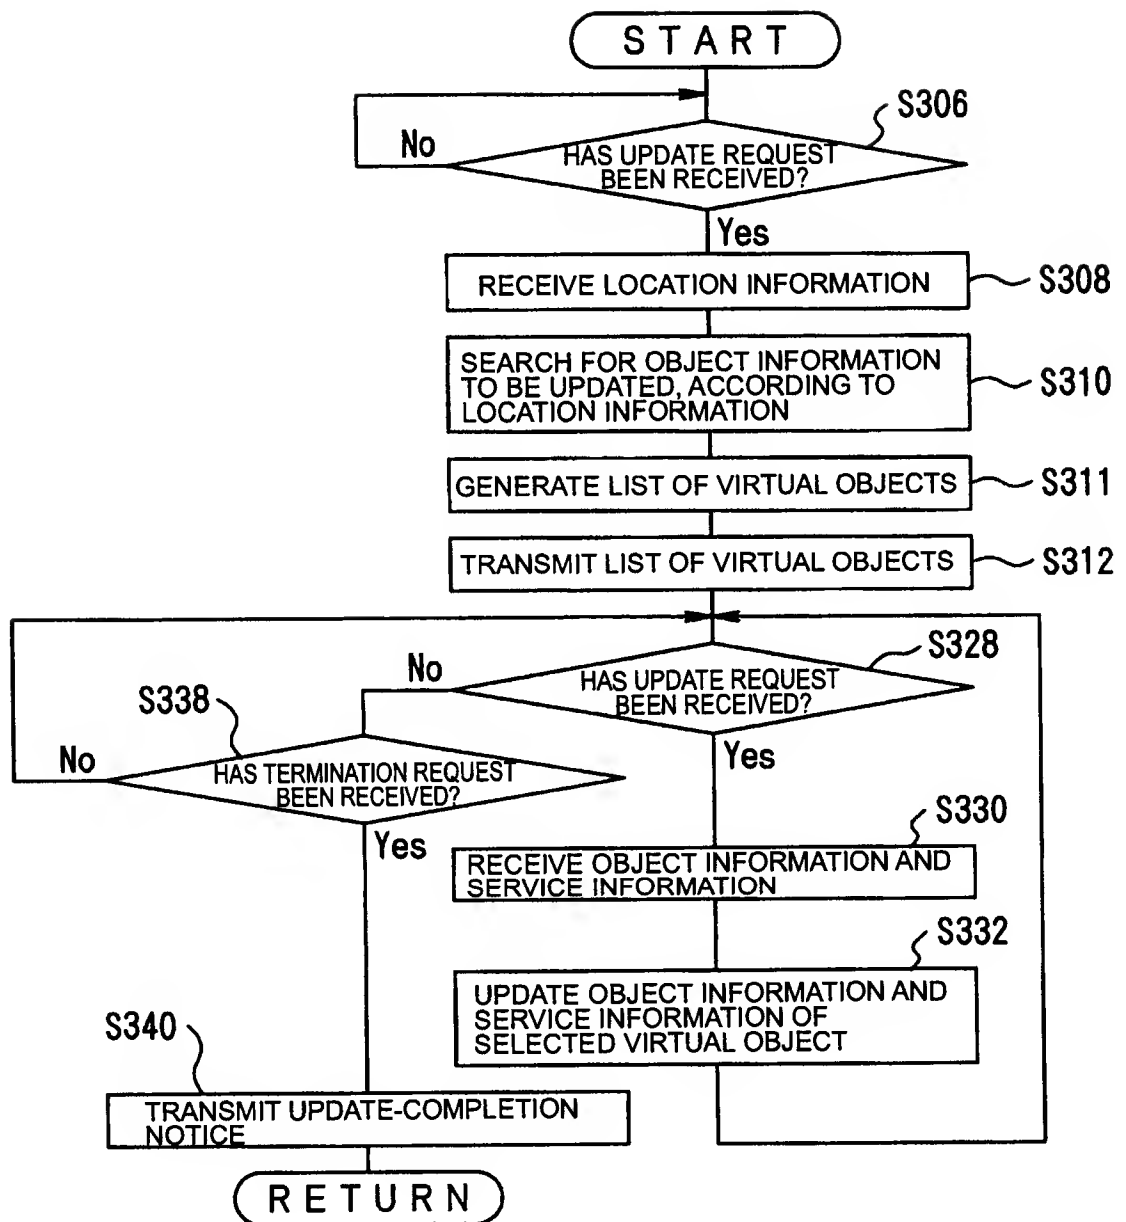 START
S306
No
HAS UPDATE REQUEST
BEEN RECEIVED?
Yes
RECEIVE LOCATION INFORMATION
S308
SEARCH FOR OBJECT INFORMATION
TO BE UPDATED, ACCORDING TO
LOCATION INFORMATION
S310
GENERATE LIST OF VIRTUAL OBJECTS
S311
TRANSMIT LIST OF VIRTUAL OBJECTS
S312
S328
No
HAS UPDATE REQUEST
BEEN RECEIVED?
Yes
S338
No
HAS TERMINATION REQUEST
BEEN RECEIVED?
Yes
S330
RECEIVE OBJECT INFORMATION AND
SERVICE INFORMATION
S332
UPDATE OBJECT INFORMATION AND
SERVICE INFORMATION OF
SELECTED VIRTUAL OBJECT
S340
TRANSMIT UPDATE-COMPLETION
NOTICE
RETURN